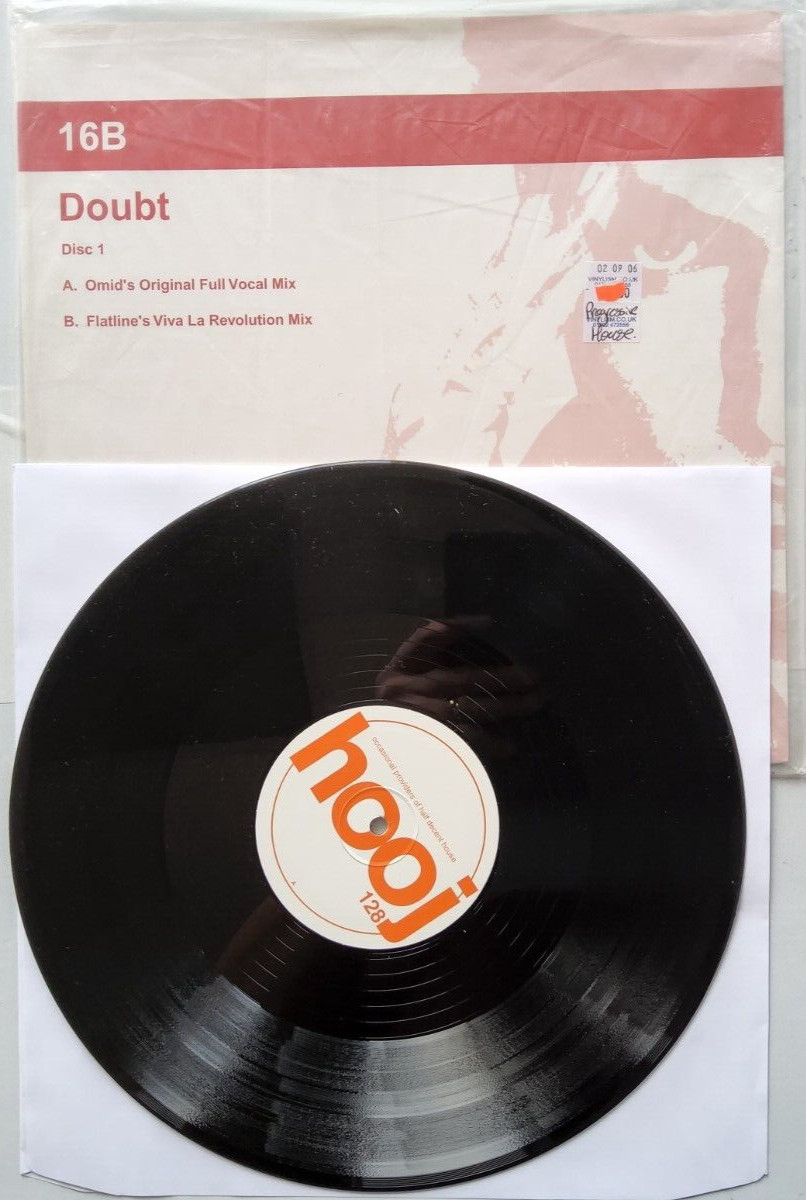 16B
Doubt
Disc 1
A. Omid's Original Full Vocal Mix
B. Flatline's Viva La Revolution Mix
02 09 06
Progressive
VINYL1SM.CO.UK
House.
hooj
occasional providers of half decent house
128
A